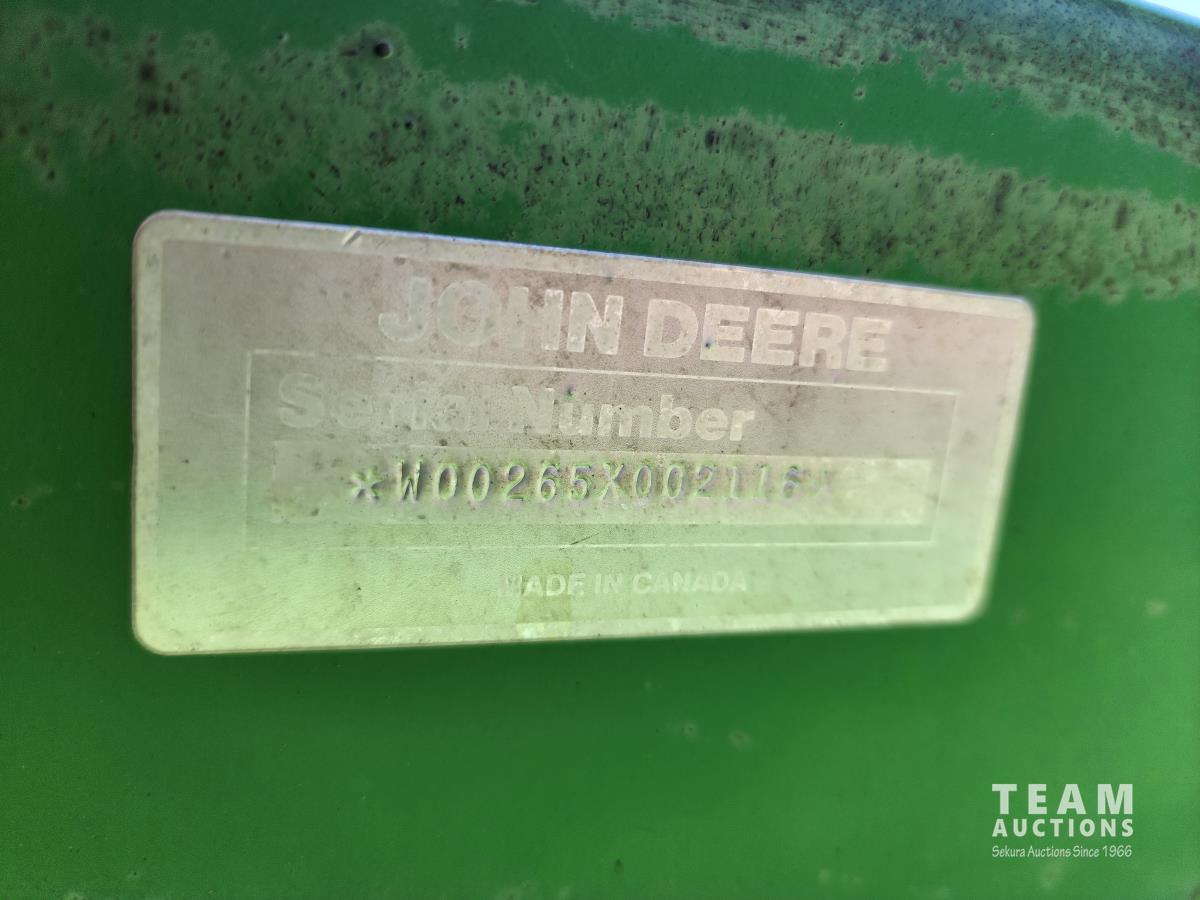 JOHN DEERE
Serial Number
*W00265X002116*
MADE IN CANADA
TEAM
AUCTIONS
Sekura Auctions Since 1966